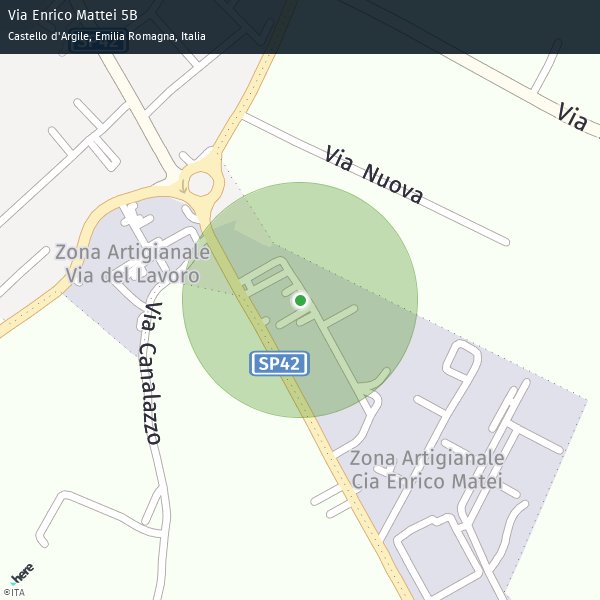 Via Enrico Mattei 5B
Castello d'Argile, Emilia Romagna, Italia
SP42
Via
Via Nuova
Zona Artigianale
Via del Lavoro
Via Canalazzo
SP42
Zona Artigianale
Cia Enrico Matei
here
©ITA